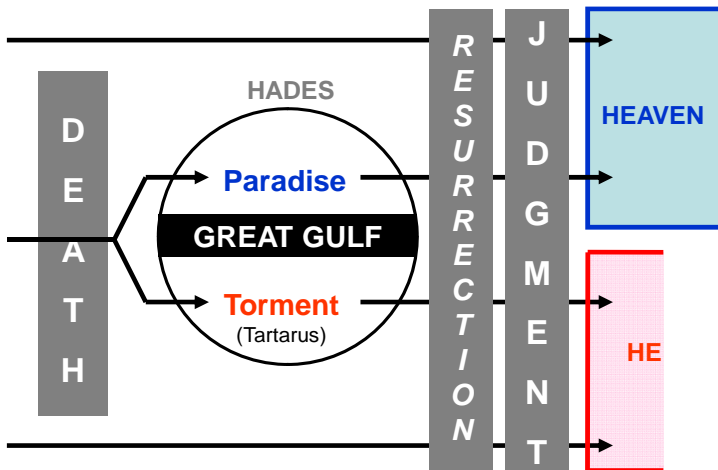 DEATH
HADES
Paradise
GREAT GULF
Torment
(Tartarus)
RESURRECTION
JUDGMENT
HEAVEN
HE